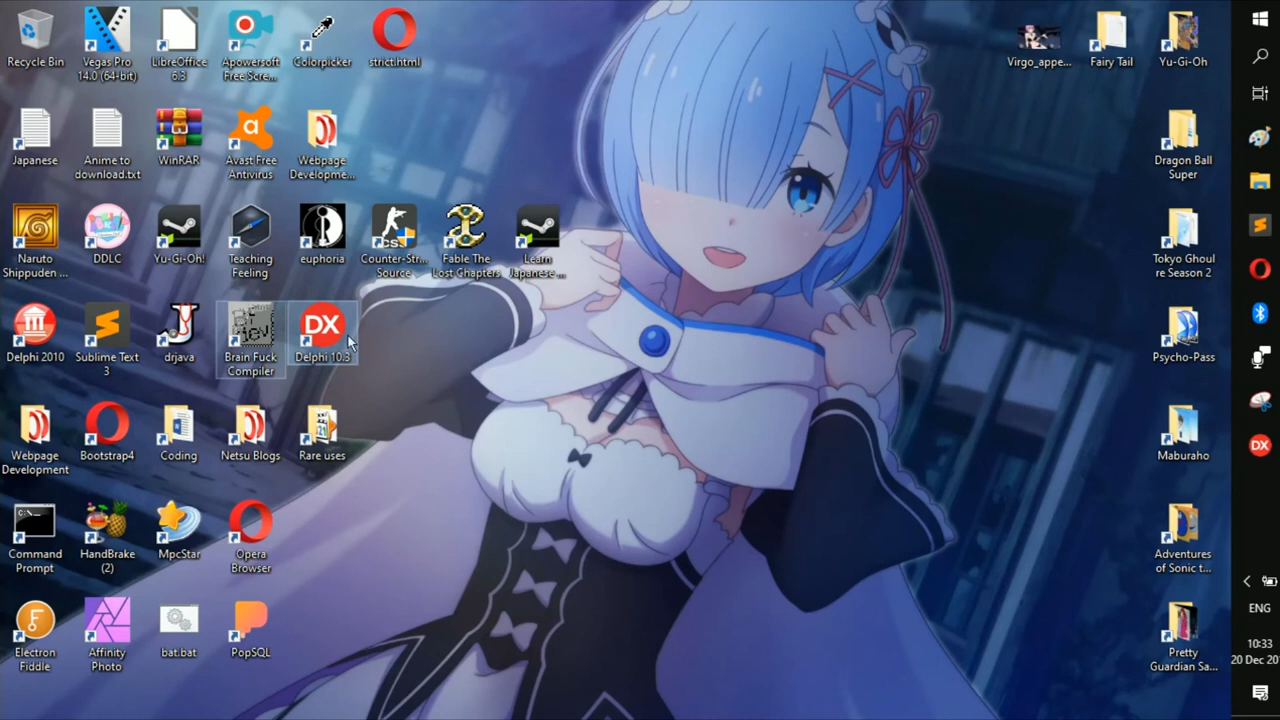 Recycle Bin
Vegas Pro
14.0 (64-bit)
LibreOffice
6.3
Apowersoft
Free Scre...
Colorpicker
strict.html
Virgo_appe...
Fairy Tail
Yu-Gi-Oh
Japanese
Anime to
download.txt
WinRAR
Avast Free
Antivirus
Webpage
Developme...
Dragon Ball
Super
Naruto
Shippuden ...
DDLC
Yu-Gi-Oh!
Teaching
Feeling
euphoria
Counter-Str...
Source
Fable The
Lost Chapters
Learn
Japanese ...
Tokyo Ghoul
re Season 2
Delphi 2010
Sublime Text
3
drjava
Brain Fuck
Compiler
DX
Delphi 10.3
Psycho-Pass
Webpage
Development
Bootstrap4
Coding
Netsu Blogs
Rare uses
Maburaho
DX
Command
Prompt
HandBrake
(2)
MpcStar
Opera
Browser
Adventures
of Sonic t...
ENG
Electron
Fiddle
Affinity
Photo
bat.bat
PopSQL
Pretty
Guardian Sa...
10:33
20 Dec 20